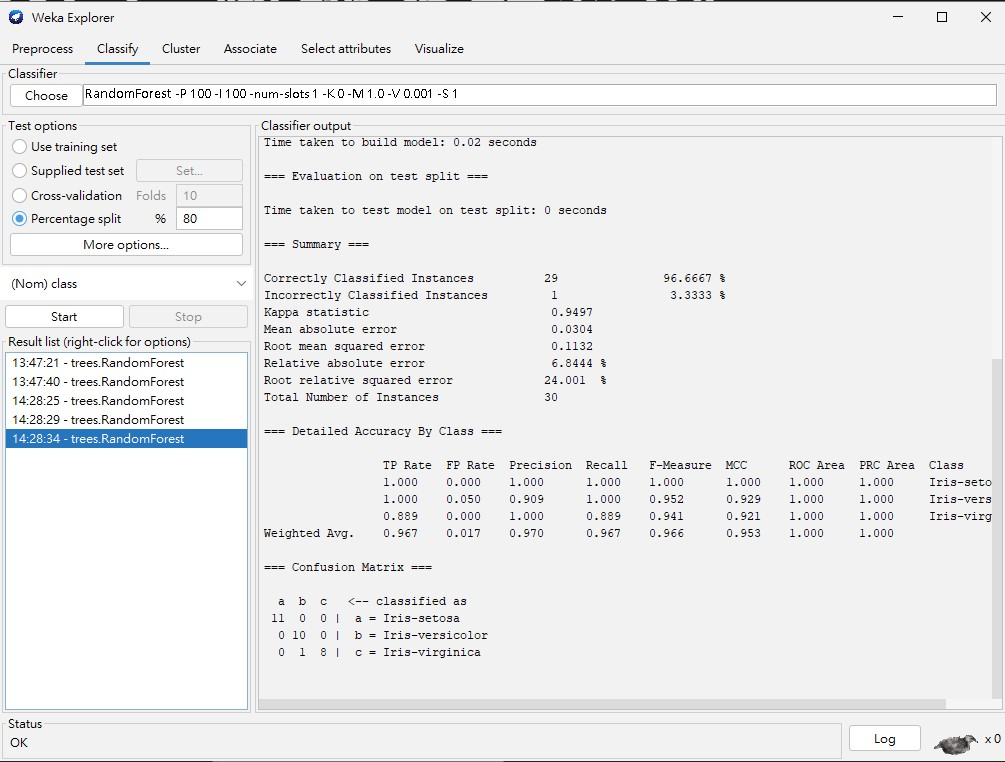 Weka Explorer
Preprocess Classify Cluster Associate Select attributes Visualize
Classifier
Choose RandomForest -P 100 -I 100 -num-slots 1 -K 0 -M 1.0 -V 0.001 -S 1
Test options
Use training set
Supplied test set Set...
Cross-validation Folds 10
Percentage split % 80
More options...
(Nom) class
Start Stop
Result list (right-click for options)
13:47:21 - trees.RandomForest
13:47:40 - trees.RandomForest
14:28:25 - trees.RandomForest
14:28:29 - trees.RandomForest
14:28:34 - trees.RandomForest
Classifier output
Time taken to build model: 0.02 seconds
=== Evaluation on test split ===
Time taken to test model on test split: 0 seconds
=== Summary ===
Correctly Classified Instances 29 96.6667 %
Incorrectly Classified Instances 1 3.3333 %
Kappa statistic 0.9497
Mean absolute error 0.0304
Root mean squared error 0.1132
Relative absolute error 6.8444 %
Root relative squared error 24.001 %
Total Number of Instances 30
=== Detailed Accuracy By Class ===
TP Rate FP Rate Precision Recall F-Measure MCC ROC Area PRC Area Class
1.000 0.000 1.000 1.000 1.000 1.000 1.000 1.000 Iris-seto
1.000 0.050 0.909 1.000 0.952 0.929 1.000 1.000 Iris-vers
0.889 0.000 1.000 0.889 0.941 0.921 1.000 1.000 Iris-virg
Weighted Avg. 0.967 0.017 0.970 0.967 0.966 0.953 1.000 1.000
=== Confusion Matrix ===
a b c <-- classified as
11 0 0 | a = Iris-setosa
0 10 0 | b = Iris-versicolor
0 1 8 | c = Iris-virginica
Status
OK
Log x 0